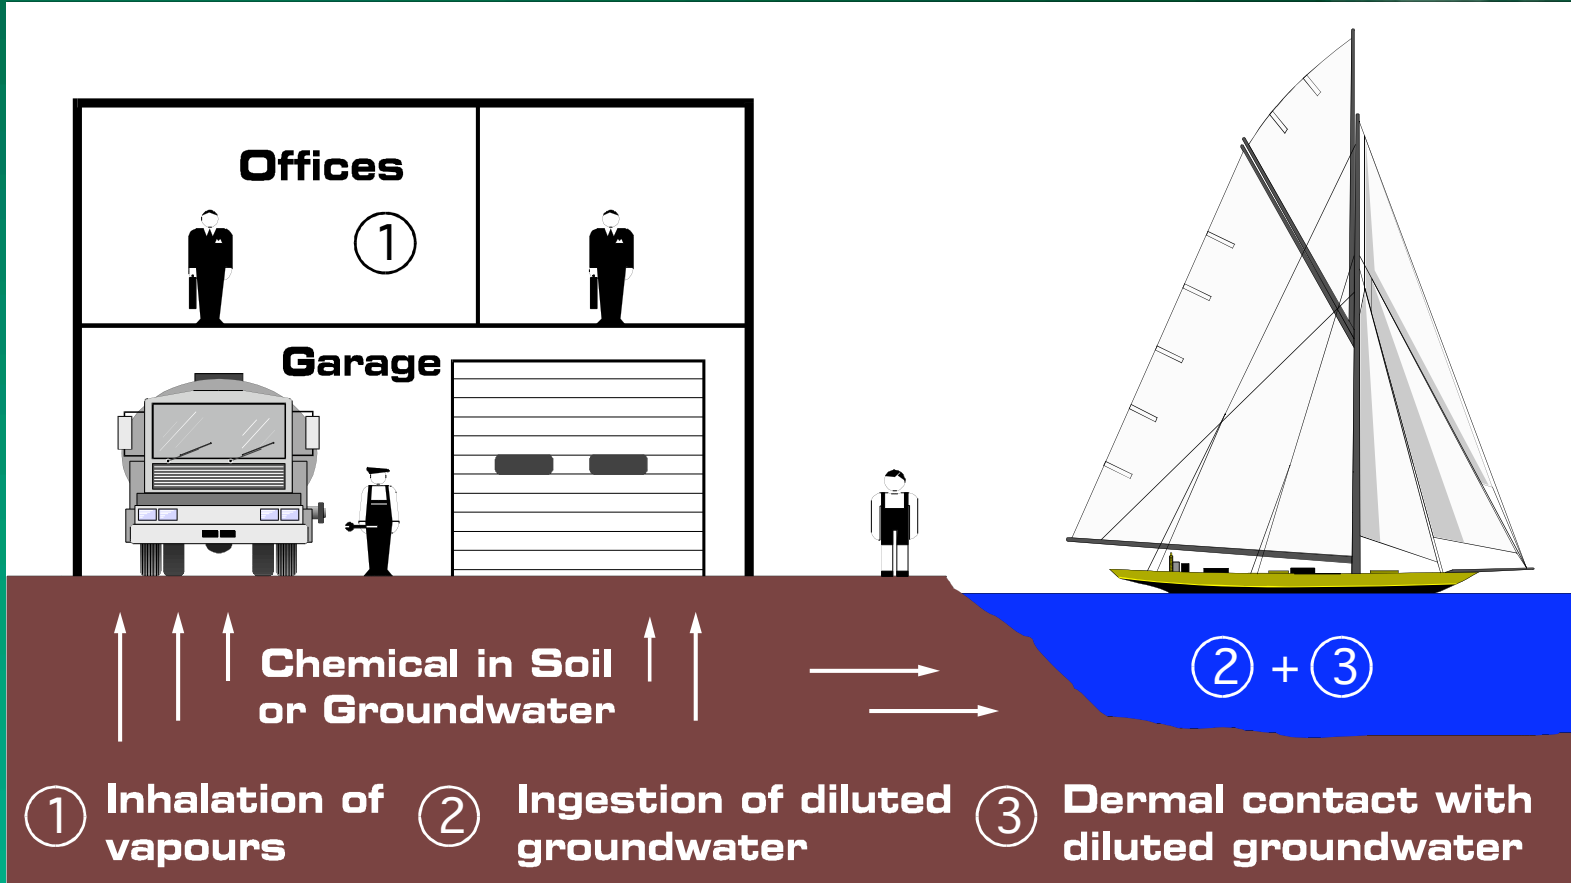 Offices
1
Garage
Chemical in Soil
or Groundwater
2 + 3
1 Inhalation of
vapours
2 Ingestion of diluted
groundwater
3 Dermal contact with
diluted groundwater